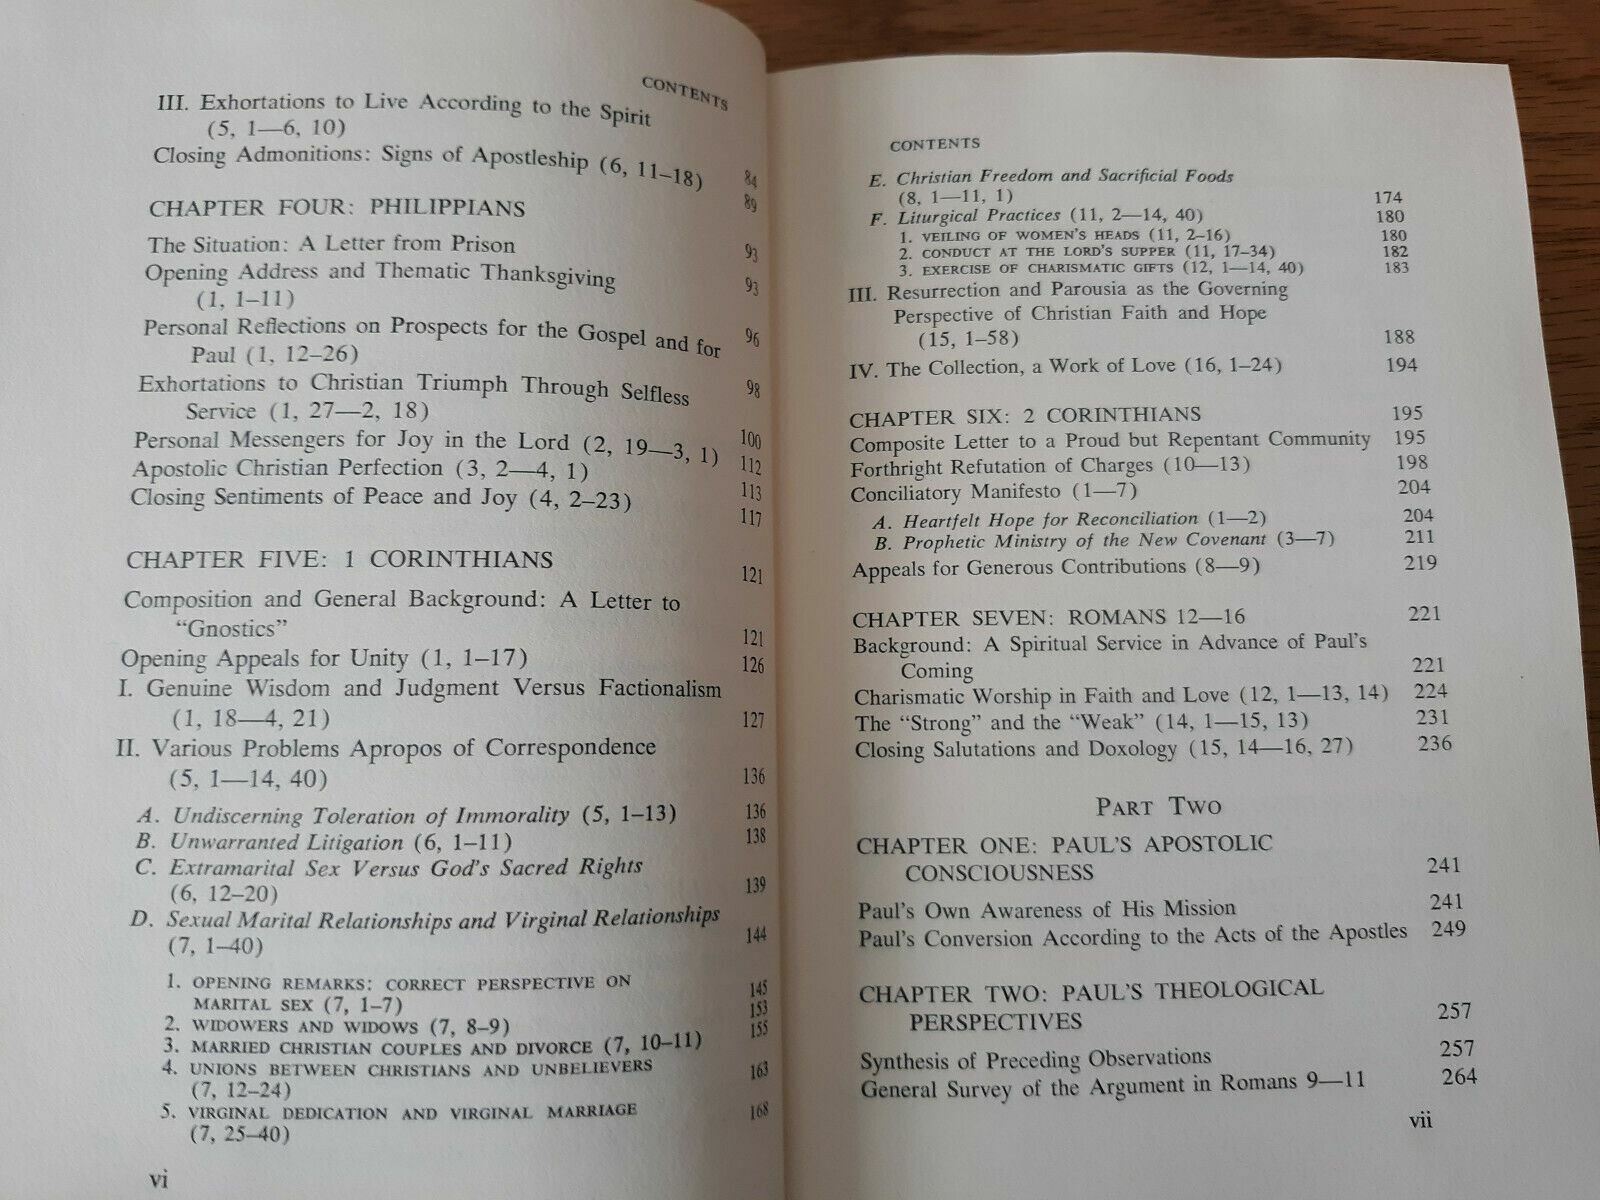 CONTENTS
III. Exhortations to Live According to the Spirit
(5, 1—6, 10) 84
Closing Admonitions: Signs of Apostleship (6, 11–18) 89
CHAPTER FOUR: PHILIPPIANS 93
The Situation: A Letter from Prison 93
Opening Address and Thematic Thanksgiving
(1, 1–11) 96
Personal Reflections on Prospects for the Gospel and for
Paul (1, 12–26) 98
Exhortations to Christian Triumph Through Selfless
Service (1, 27—2, 18) 100
Personal Messengers for Joy in the Lord (2, 19—3, 1) 112
Apostolic Christian Perfection (3, 2—4, 1) 113
Closing Sentiments of Peace and Joy (4, 2–23) 117
CHAPTER FIVE: 1 CORINTHIANS 121
Composition and General Background: A Letter to
"Gnostics" 121
Opening Appeals for Unity (1, 1–17) 126
I. Genuine Wisdom and Judgment Versus Factionalism
(1, 18—4, 21) 127
II. Various Problems Apropos of Correspondence
(5, 1—14, 40) 136
A. Undiscerning Toleration of Immorality (5, 1–13) 136
B. Unwarranted Litigation (6, 1–11) 138
C. Extramarital Sex Versus God's Sacred Rights
(6, 12–20) 139
D. Sexual Marital Relationships and Virginal Relationships
(7, 1–40) 144
1. OPENING REMARKS: CORRECT PERSPECTIVE ON
MARITAL SEX (7, 1–7) 145
2. WIDOWERS AND WIDOWS (7, 8–9) 153
3. MARRIED CHRISTIAN COUPLES AND DIVORCE (7, 10–11) 155
4. UNIONS BETWEEN CHRISTIANS AND UNBELIEVERS
(7, 12–24) 163
5. VIRGINAL DEDICATION AND VIRGINAL MARRIAGE
(7, 25–40) 168
vi
CONTENTS
E. Christian Freedom and Sacrificial Foods
(8, 1—11, 1) 174
F. Liturgical Practices (11, 2—14, 40) 180
1. VEILING OF WOMEN'S HEADS (11, 2–16) 180
2. CONDUCT AT THE LORD'S SUPPER (11, 17–34) 182
3. EXERCISE OF CHARISMATIC GIFTS (12, 1—14, 40) 183
III. Resurrection and Parousia as the Governing
Perspective of Christian Faith and Hope
(15, 1–58) 188
IV. The Collection, a Work of Love (16, 1–24) 194
CHAPTER SIX: 2 CORINTHIANS 195
Composite Letter to a Proud but Repentant Community 195
Forthright Refutation of Charges (10—13) 198
Conciliatory Manifesto (1—7) 204
A. Heartfelt Hope for Reconciliation (1—2) 204
B. Prophetic Ministry of the New Covenant (3—7) 211
Appeals for Generous Contributions (8—9) 219
CHAPTER SEVEN: ROMANS 12—16 221
Background: A Spiritual Service in Advance of Paul's
Coming 221
Charismatic Worship in Faith and Love (12, 1—13, 14) 224
The "Strong" and the "Weak" (14, 1—15, 13) 231
Closing Salutations and Doxology (15, 14—16, 27) 236
PART TWO
CHAPTER ONE: PAUL'S APOSTOLIC
CONSCIOUSNESS 241
Paul's Own Awareness of His Mission 241
Paul's Conversion According to the Acts of the Apostles 249
CHAPTER TWO: PAUL'S THEOLOGICAL
PERSPECTIVES 257
Synthesis of Preceding Observations 257
General Survey of the Argument in Romans 9—11 264
vii